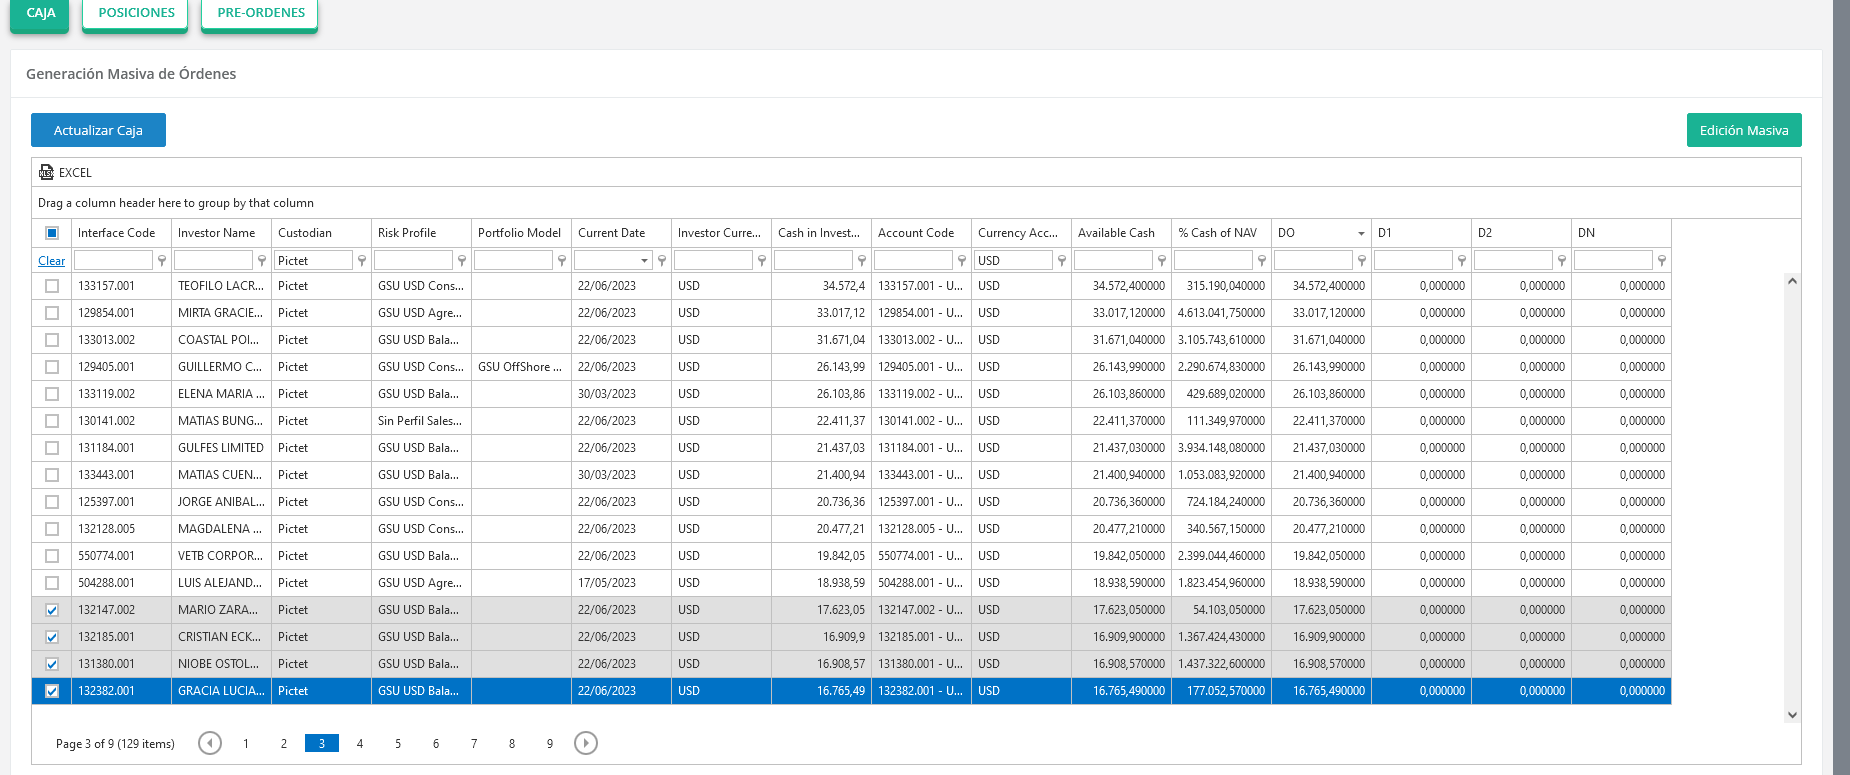 CAJA POSICIONES PRE-ORDENES
Generación Masiva de Órdenes
Actualizar Caja Edición Masiva
EXCEL
Drag a column header here to group by that column
Interface Code Investor Name Custodian Risk Profile Portfolio Model Current Date Investor Curre... Cash in Invest... Account Code Currency Acc... Available Cash % Cash of NAV DO D1 D2 DN
Clear Pictet USD
133157.001 TEOFILO LACR... Pictet GSU USD Cons... 22/06/2023 USD 34.572,4 133157.001 - U... USD 34.572,400000 315.190,040000 34.572,400000 0,000000 0,000000 0,000000
129854.001 MIRTA GRACIE... Pictet GSU USD Agre... 22/06/2023 USD 33.017,12 129854.001 - U... USD 33.017,120000 4.613.041,750000 33.017,120000 0,000000 0,000000 0,000000
133013.002 COASTAL POI... Pictet GSU USD Bala... 22/06/2023 USD 31.671,04 133013.002 - U... USD 31.671,040000 3.105.743,610000 31.671,040000 0,000000 0,000000 0,000000
129405.001 GUILLERMO C... Pictet GSU USD Cons... GSU OffShore ... 22/06/2023 USD 26.143,99 129405.001 - U... USD 26.143,990000 2.290.674,830000 26.143,990000 0,000000 0,000000 0,000000
133119.002 ELENA MARIA ... Pictet GSU USD Bala... 30/03/2023 USD 26.103,86 133119.002 - U... USD 26.103,860000 429.689,020000 26.103,860000 0,000000 0,000000 0,000000
130141.002 MATIAS BUNG... Pictet Sin Perfil Sales... 22/06/2023 USD 22.411,37 130141.002 - U... USD 22.411,370000 111.349,970000 22.411,370000 0,000000 0,000000 0,000000
131184.001 GULFES LIMITED Pictet GSU USD Bala... 22/06/2023 USD 21.437,03 131184.001 - U... USD 21.437,030000 3.934.148,080000 21.437,030000 0,000000 0,000000 0,000000
133443.001 MATIAS CUEN... Pictet GSU USD Bala... 30/03/2023 USD 21.400,94 133443.001 - U... USD 21.400,940000 1.053.083,920000 21.400,940000 0,000000 0,000000 0,000000
125397.001 JORGE ANIBAL... Pictet GSU USD Cons... 22/06/2023 USD 20.736,36 125397.001 - U... USD 20.736,360000 724.184,240000 20.736,360000 0,000000 0,000000 0,000000
132128.005 MAGDALENA ... Pictet GSU USD Cons... 22/06/2023 USD 20.477,21 132128.005 - U... USD 20.477,210000 340.567,150000 20.477,210000 0,000000 0,000000 0,000000
550774.001 VETB CORPOR... Pictet GSU USD Bala... 22/06/2023 USD 19.842,05 550774.001 - U... USD 19.842,050000 2.399.044,460000 19.842,050000 0,000000 0,000000 0,000000
504288.001 LUIS ALEJAND... Pictet GSU USD Agre... 17/05/2023 USD 18.938,59 504288.001 - U... USD 18.938,590000 1.823.454,960000 18.938,590000 0,000000 0,000000 0,000000
132147.002 MARIO ZARA... Pictet GSU USD Bala... 22/06/2023 USD 17.623,05 132147.002 - U... USD 17.623,050000 54.103,050000 17.623,050000 0,000000 0,000000 0,000000
132185.001 CRISTIAN ECK... Pictet GSU USD Bala... 22/06/2023 USD 16.909,9 132185.001 - U... USD 16.909,900000 1.367.424,430000 16.909,900000 0,000000 0,000000 0,000000
131380.001 NIOBE OSTOL... Pictet GSU USD Bala... 22/06/2023 USD 16.908,57 131380.001 - U... USD 16.908,570000 1.437.322,600000 16.908,570000 0,000000 0,000000 0,000000
132382.001 GRACIA LUCIA... Pictet GSU USD Bala... 22/06/2023 USD 16.765,49 132382.001 - U... USD 16.765,490000 177.052,570000 16.765,490000 0,000000 0,000000 0,000000
Page 3 of 9 (129 items) 1 2 3 4 5 6 7 8 9